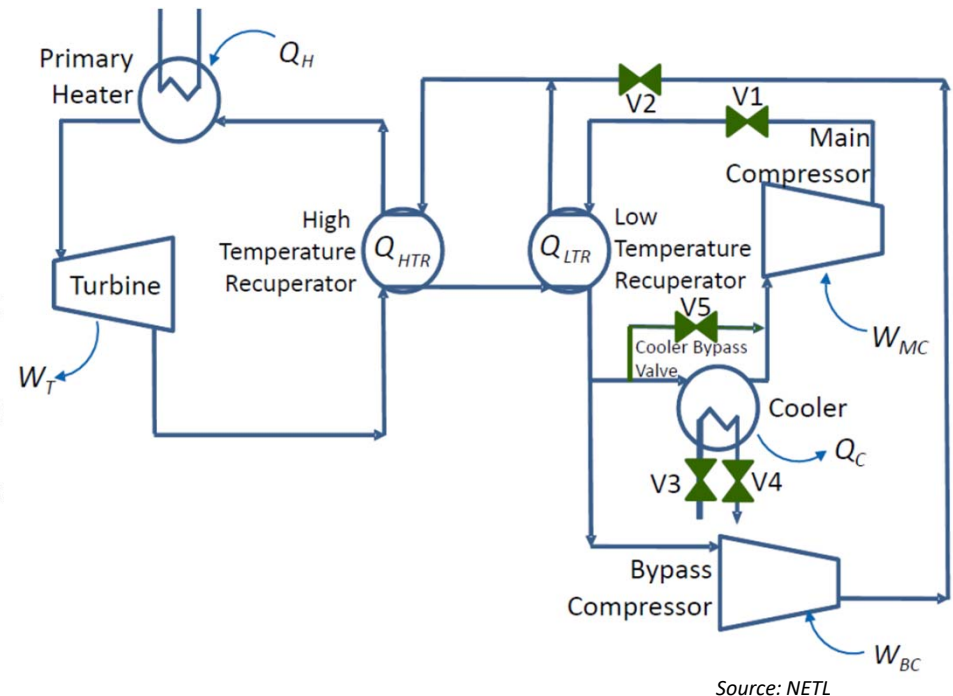 Primary
Heater
Q_H
V2
V1
Main
Compressor
High
Temperature
Recuperator
Q_HTR
Q_LTR
Low
Temperature
Recuperator
Turbine
V5
Cooler Bypass
Valve
W_MC
W_T
Cooler
Q_C
V3
V4
Bypass
Compressor
W_BC
Source: NETL